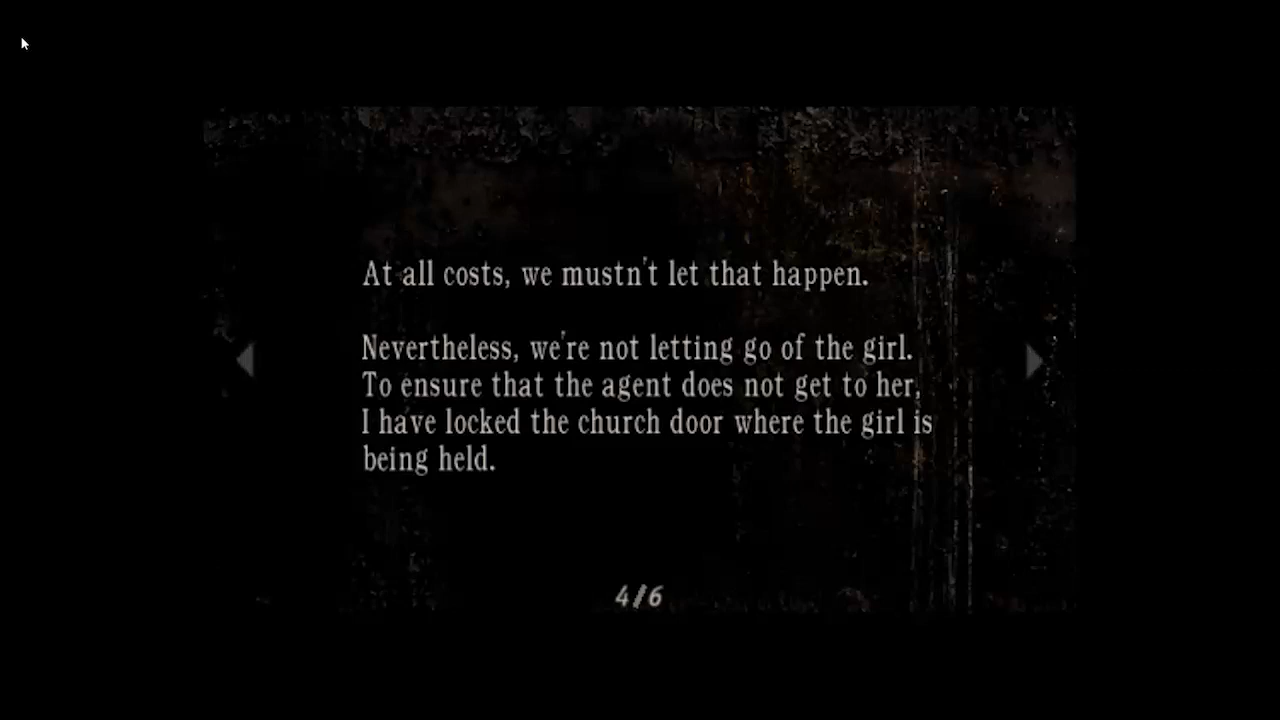 At all costs, we mustn't let that happen.
Nevertheless, we're not letting go of the girl.
To ensure that the agent does not get to her,
I have locked the church door where the girl is
being held.
4/6